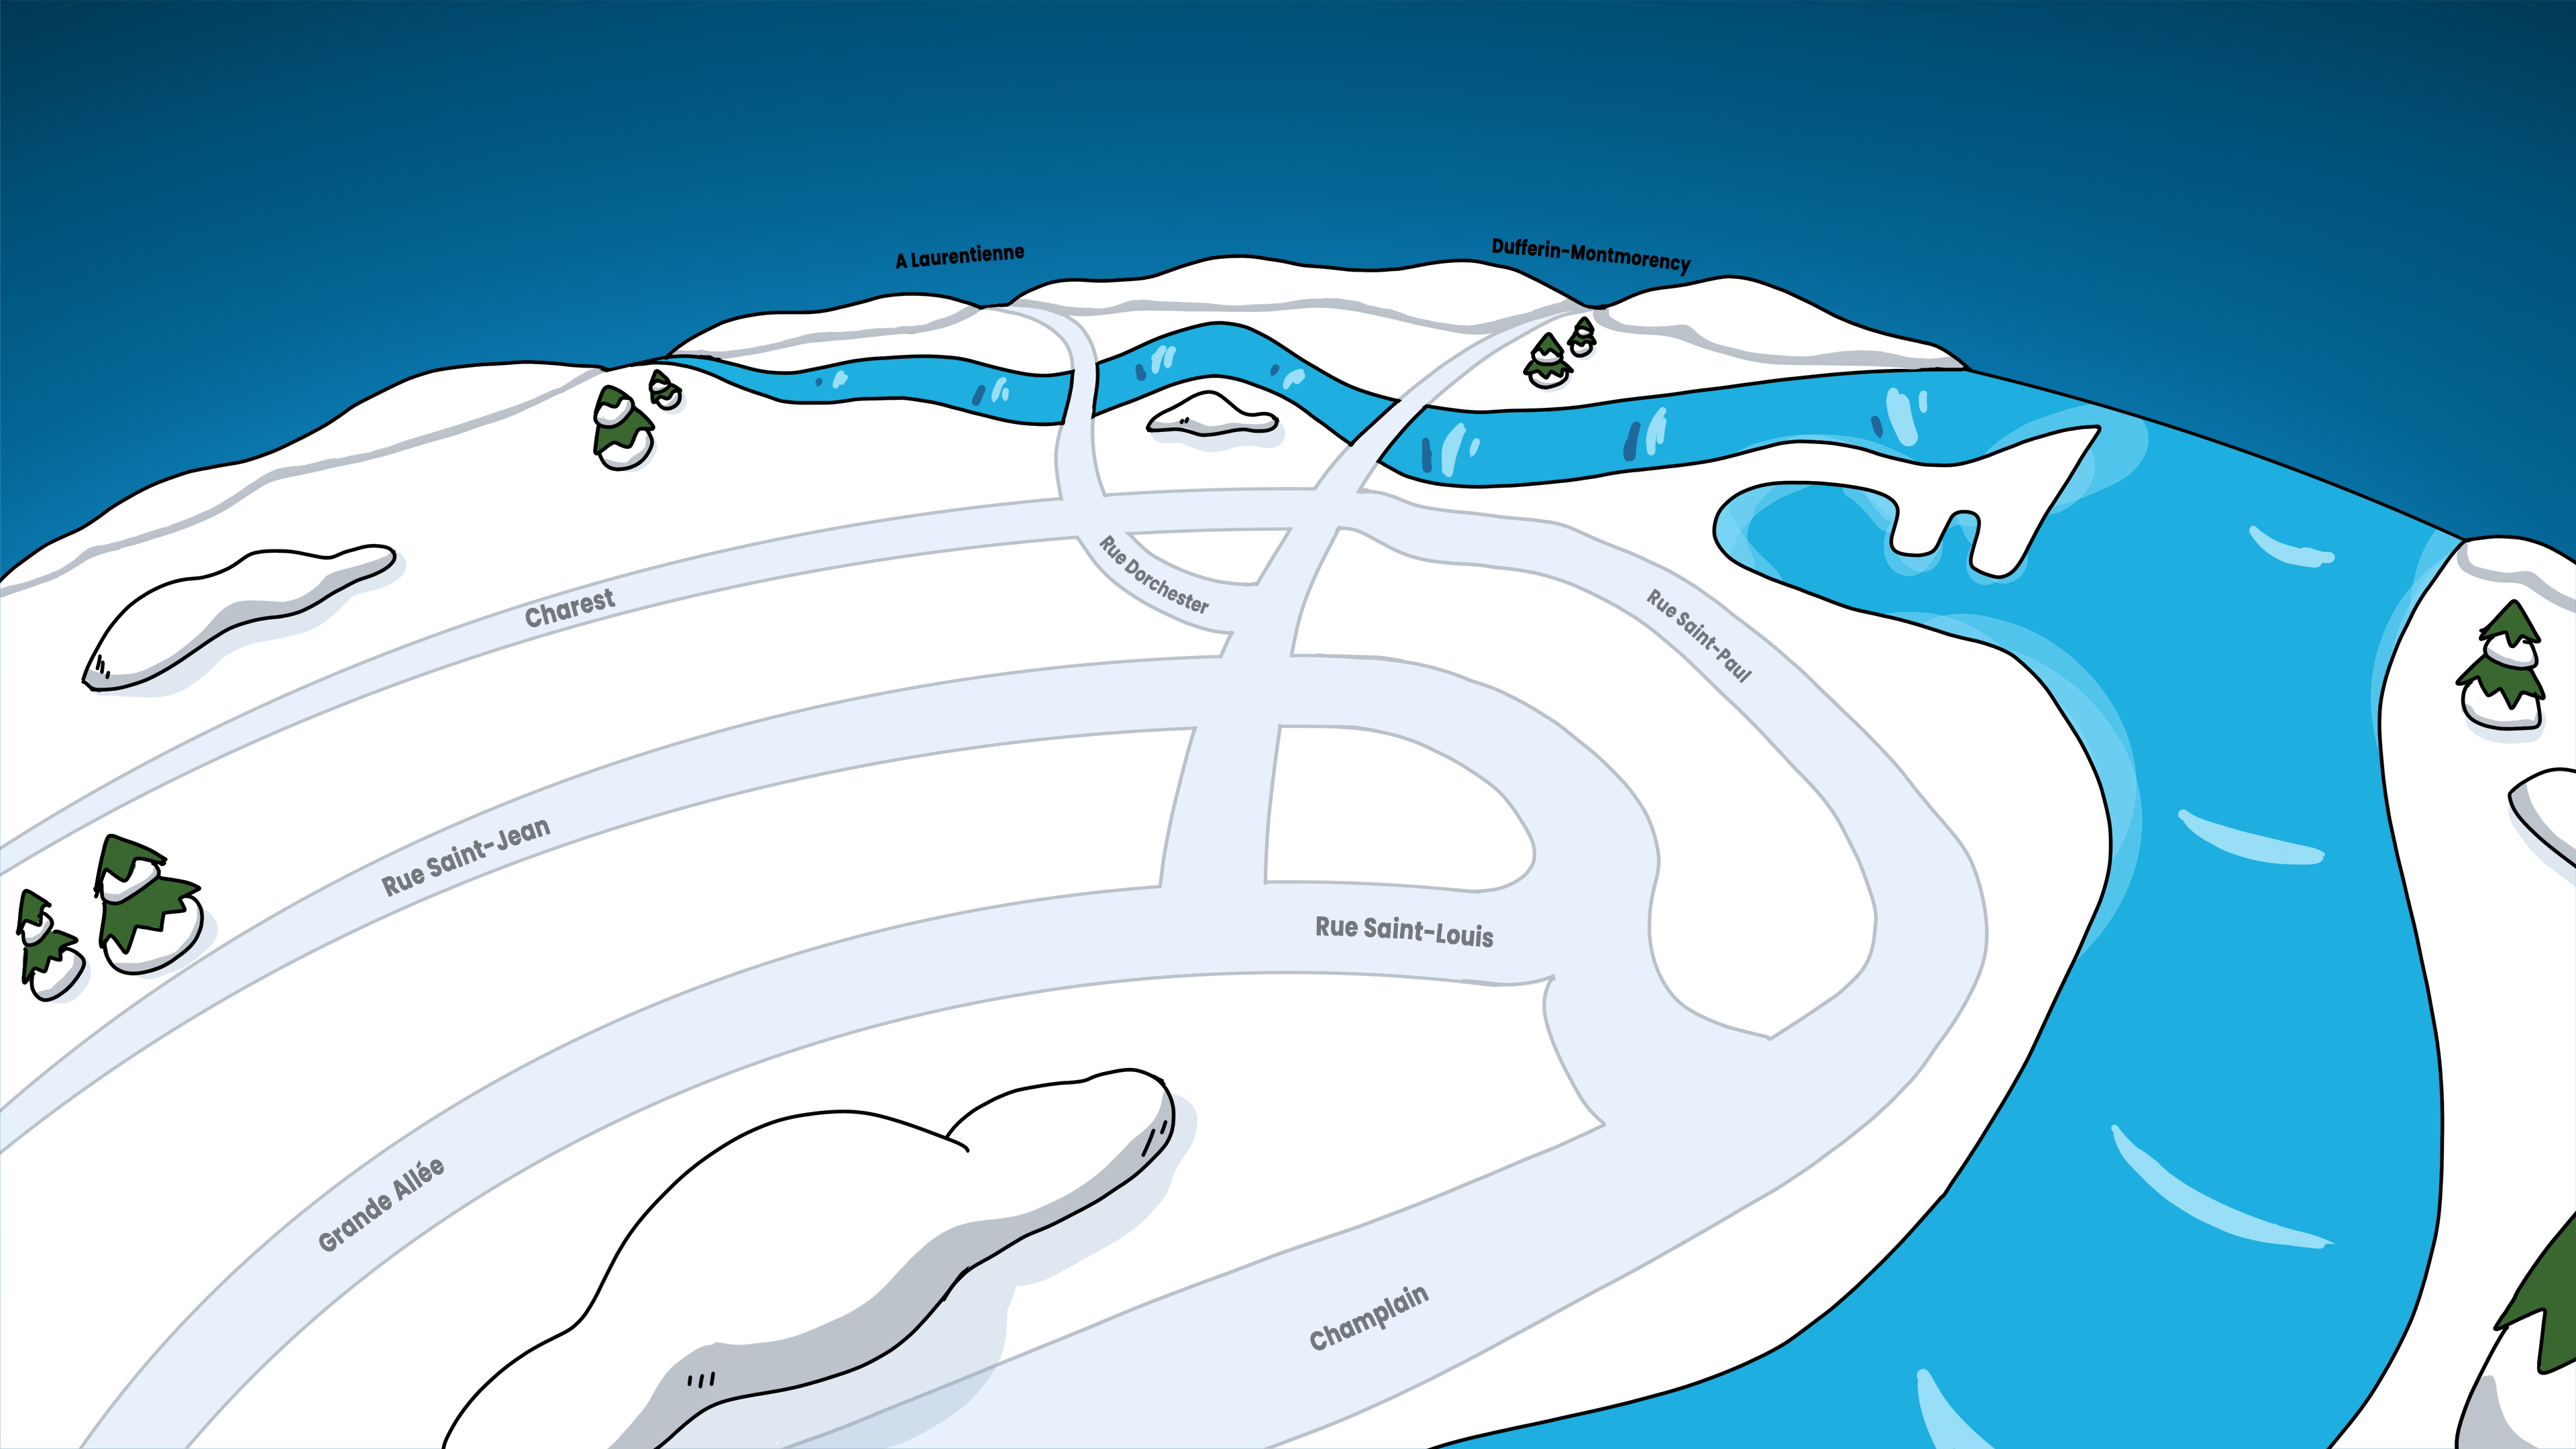 A Laurentienne
Dufferin-Montmorency
Rue Dorchester
Charest
Rue Saint-Paul
Rue Saint-Jean
Rue Saint-Louis
Grande Allée
Champlain